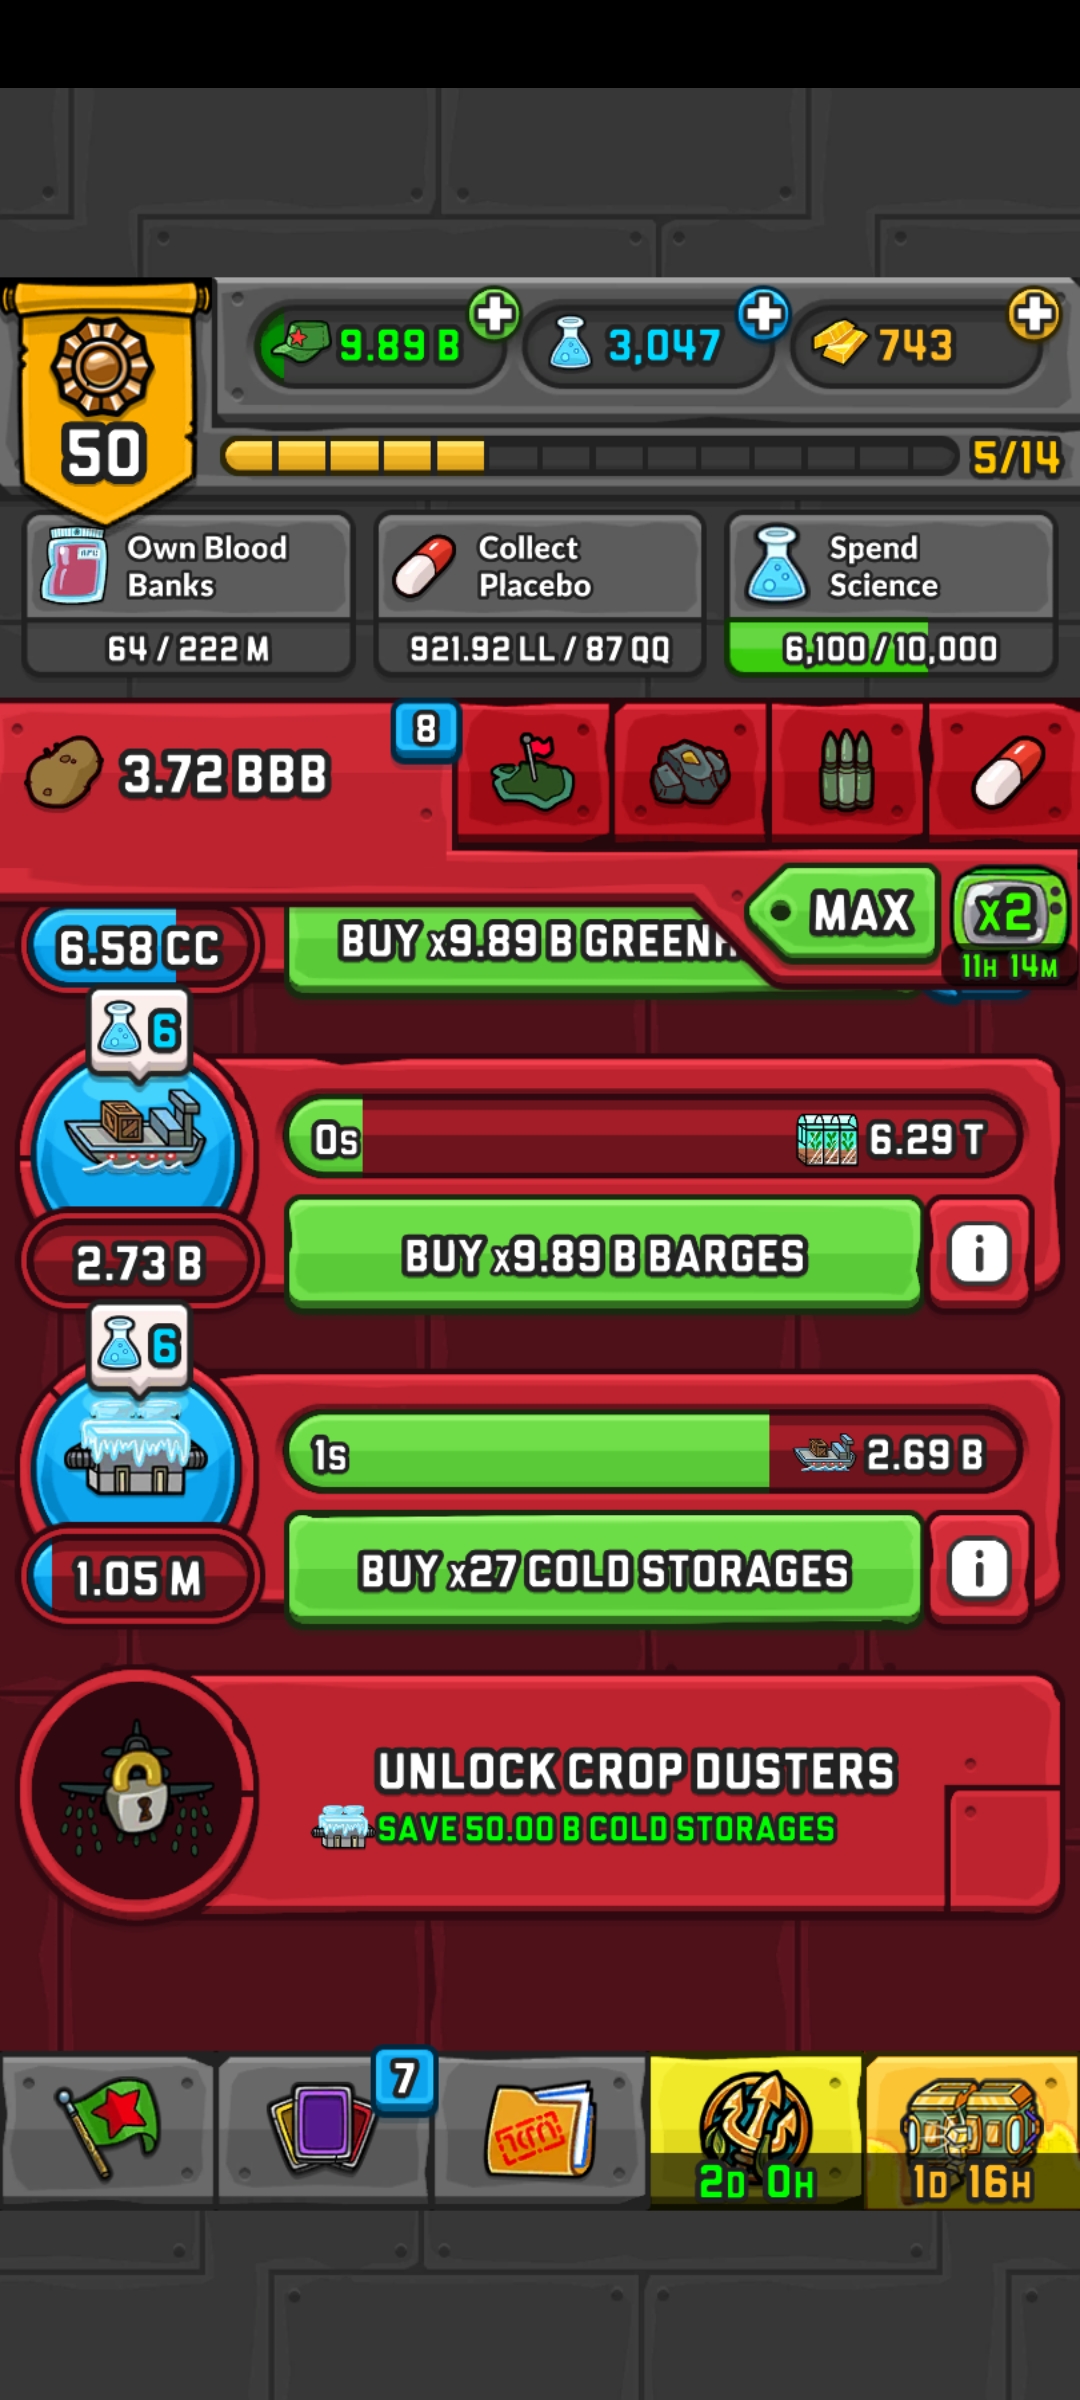 9.89 B
3,047
743
50
5/14
Own Blood
Banks
64 / 222 M
Collect
Placebo
921.92 LL / 87 QQ
Spend
Science
6,100 / 10,000
3.72 BBB
8
MAX
x2
11H 14M
6.58 CC
BUY x9.89 B
6
0s
6.29 T
2.73 B
BUY x9.89 B BARGES
i
6
1s
2.69 B
1.05 M
BUY x27 COLD STORAGES
i
UNLOCK CROP DUSTERS
SAVE 50.00 B COLD STORAGES
7
2D 0H
1D 16H